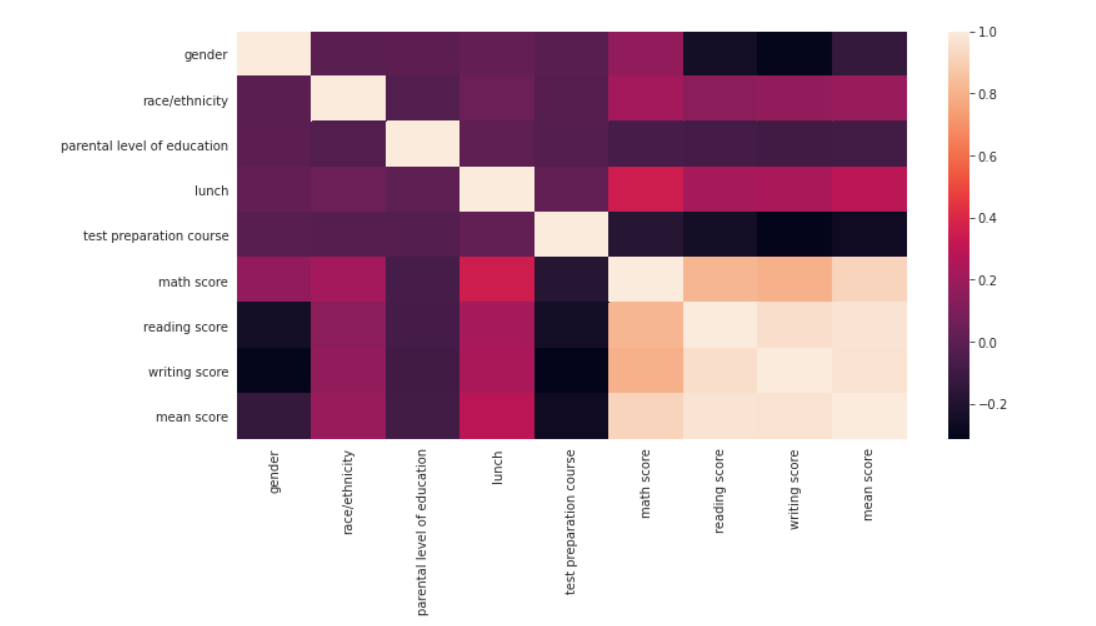 gender
race/ethnicity
parental level of education
lunch
test preparation course
math score
reading score
writing score
mean score
gender
race/ethnicity
parental level of education
lunch
test preparation course
math score
reading score
writing score
mean score
1.0
0.8
0.6
0.4
0.2
0.0
−0.2